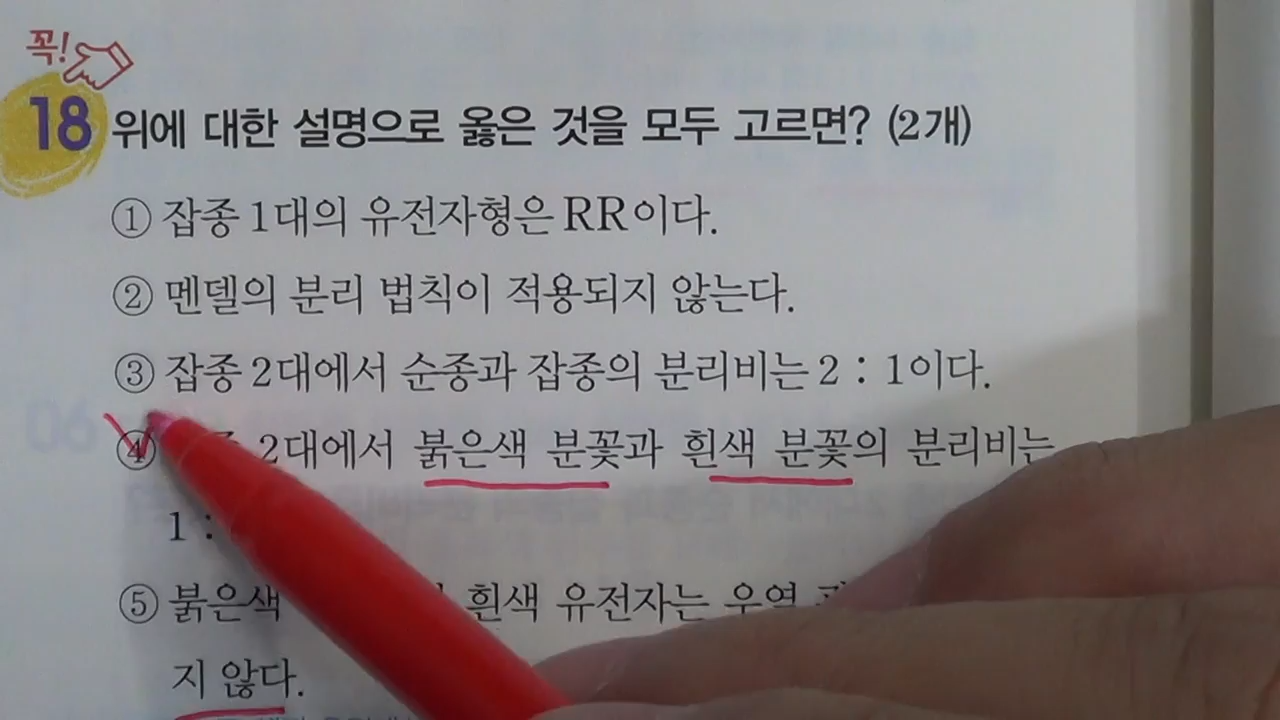 꼭!
18 위에 대한 설명으로 옳은 것을 모두 고르면? (2개)
① 잡종 1대의 유전자형은 RR이다.
② 멘델의 분리 법칙이 적용되지 않는다.
③ 잡종 2대에서 순종과 잡종의 분리비는 2 : 1이다.
④ 2대에서 붉은색 분꽃과 흰색 분꽃의 분리비는
1 :
⑤ 붉은색 흰색 유전자는 우열
지 않다.